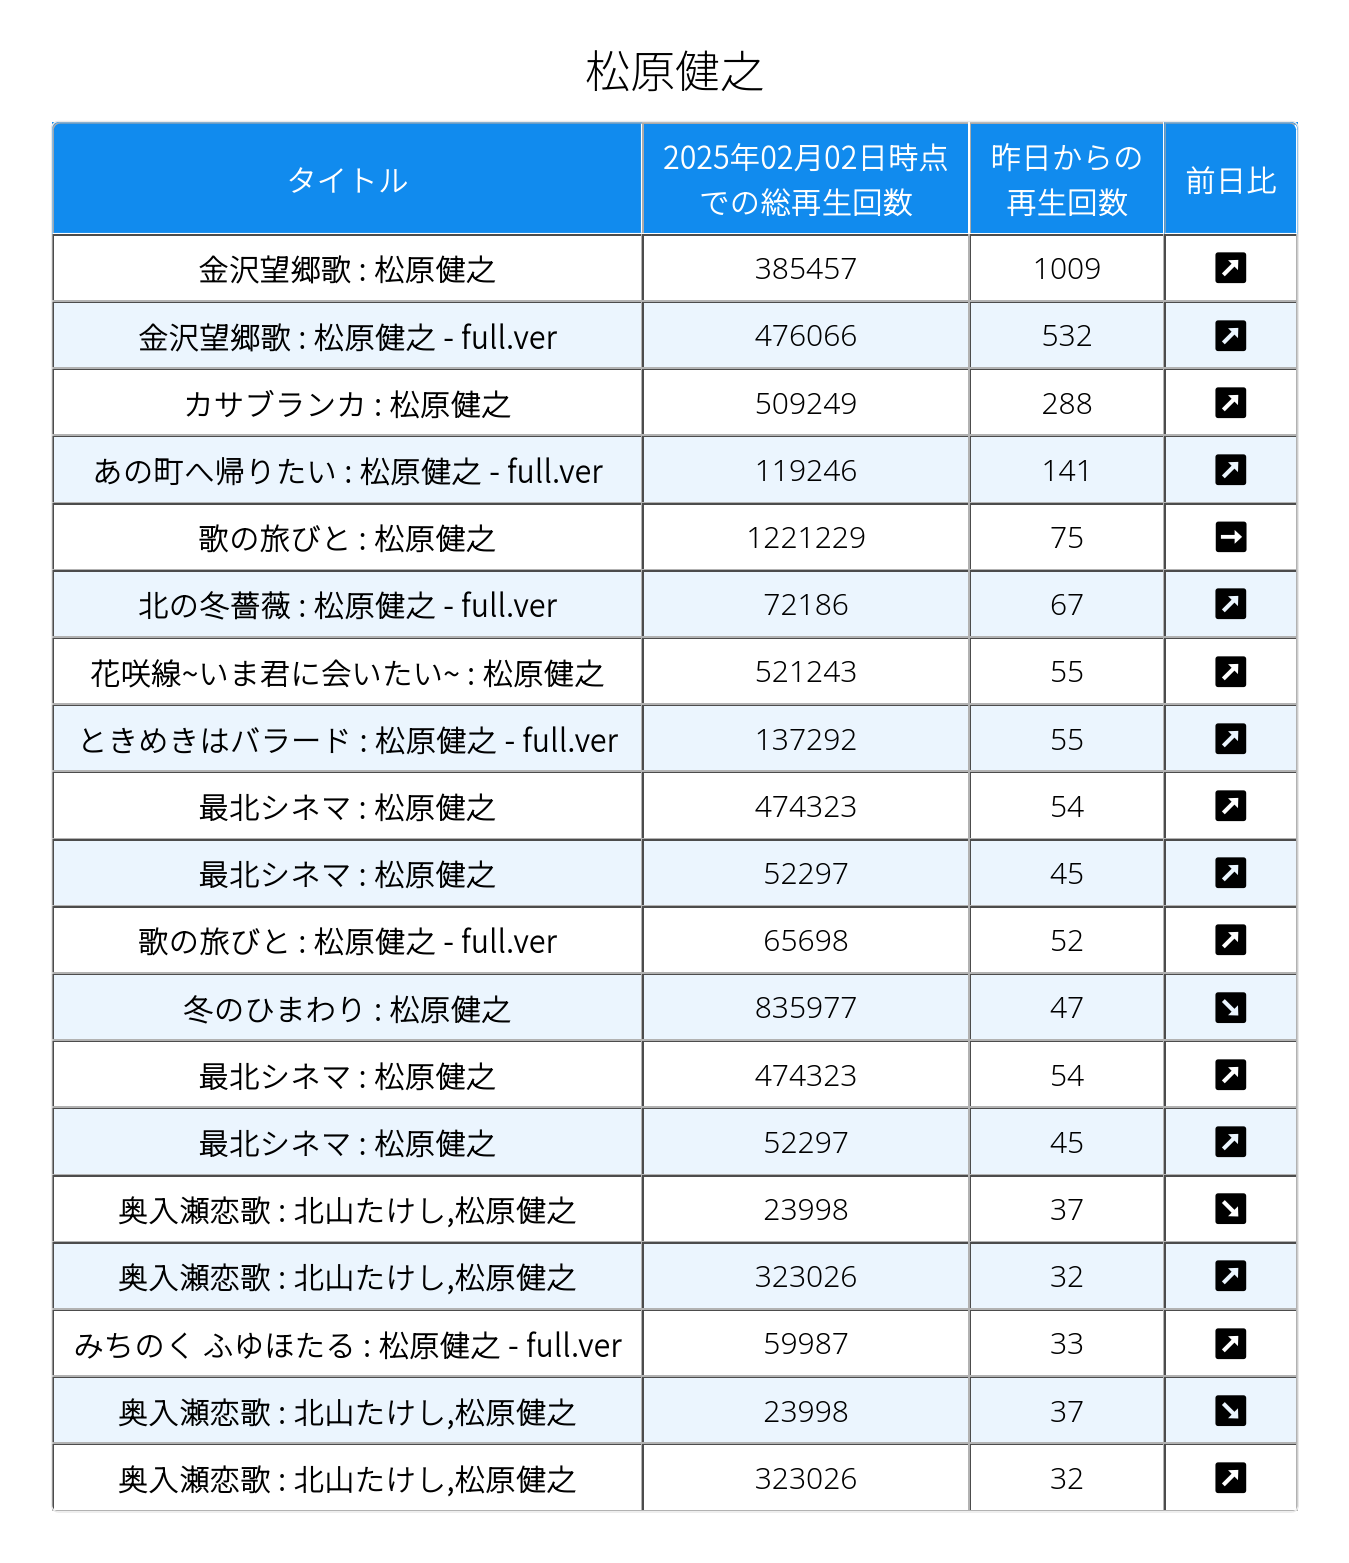 松原健之
タイトル
2025年02月02日時点
での総再生回数
昨日からの
再生回数
前日比
金沢望郷歌 : 松原健之 385457 1009 ↗
金沢望郷歌 : 松原健之 - full.ver 476066 532 ↗
カサブランカ : 松原健之 509249 288 ↗
あの町へ帰りたい : 松原健之 - full.ver 119246 141 ↗
歌の旅びと : 松原健之 1221229 75 →
北の冬薔薇 : 松原健之 - full.ver 72186 67 ↗
花咲線~いま君に会いたい~ : 松原健之 521243 55 ↗
ときめきはバラード : 松原健之 - full.ver 137292 55 ↗
最北シネマ : 松原健之 474323 54 ↗
最北シネマ : 松原健之 52297 45 ↗
歌の旅びと : 松原健之 - full.ver 65698 52 ↗
冬のひまわり : 松原健之 835977 47 ↘
最北シネマ : 松原健之 474323 54 ↗
最北シネマ : 松原健之 52297 45 ↗
奥入瀬恋歌 : 北山たけし,松原健之 23998 37 ↘
奥入瀬恋歌 : 北山たけし,松原健之 323026 32 ↗
みちのく ふゆほたる : 松原健之 - full.ver 59987 33 ↗
奥入瀬恋歌 : 北山たけし,松原健之 23998 37 ↘
奥入瀬恋歌 : 北山たけし,松原健之 323026 32 ↗